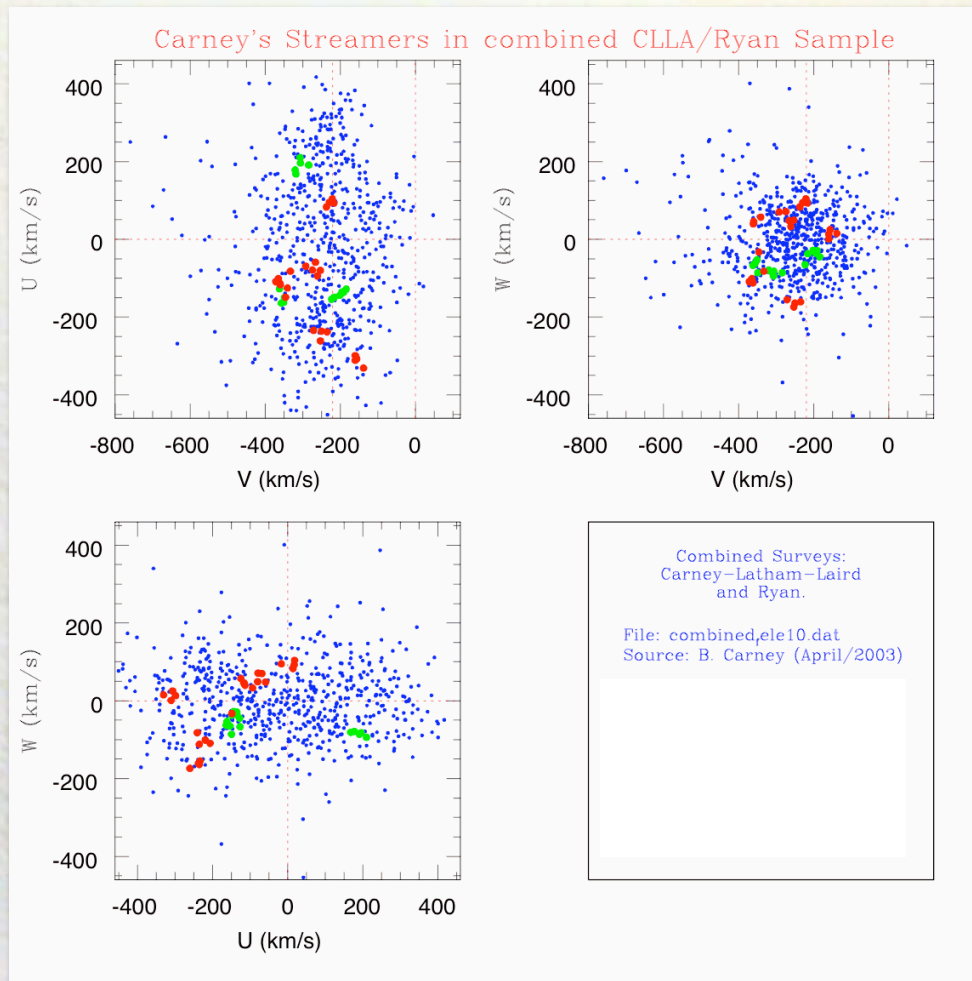 Carney's Streamers in combined CLLA/Ryan Sample
400
200
0
-200
-400
U (km/s)
-800 -600 -400 -200 0
V (km/s)
400
200
0
-200
-400
W (km/s)
-800 -600 -400 -200 0
V (km/s)
400
200
0
-200
-400
W (km/s)
-400 -200 0 200 400
U (km/s)
Combined Surveys:
Carney-Latham-Laird
and Ryan.
File: combinedrele10.dat
Source: B. Carney (April/2003)